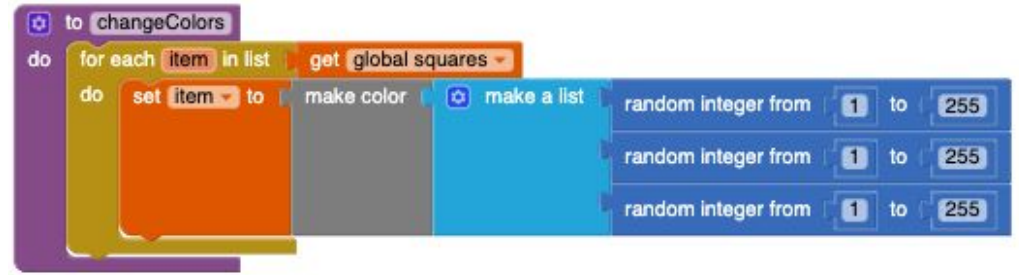 to changeColors
do for each item in list get global squares
do set item to make color make a list random integer from 1 to 255
random integer from 1 to 255
random integer from 1 to 255